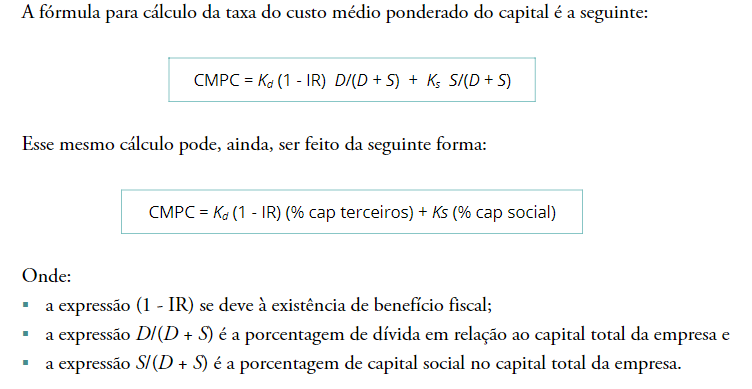 A fórmula para cálculo da taxa do custo médio ponderado do capital é a seguinte:
CMPC = Kd (1 - IR) D/(D + S) + Ks S/(D + S)
Esse mesmo cálculo pode, ainda, ser feito da seguinte forma:
CMPC = Kd (1 - IR) (% cap terceiros) + Ks (% cap social)
Onde:
▪ a expressão (1 - IR) se deve à existência de benefício fiscal;
▪ a expressão D/(D + S) é a porcentagem de dívida em relação ao capital total da empresa e
▪ a expressão S/(D + S) é a porcentagem de capital social no capital total da empresa.